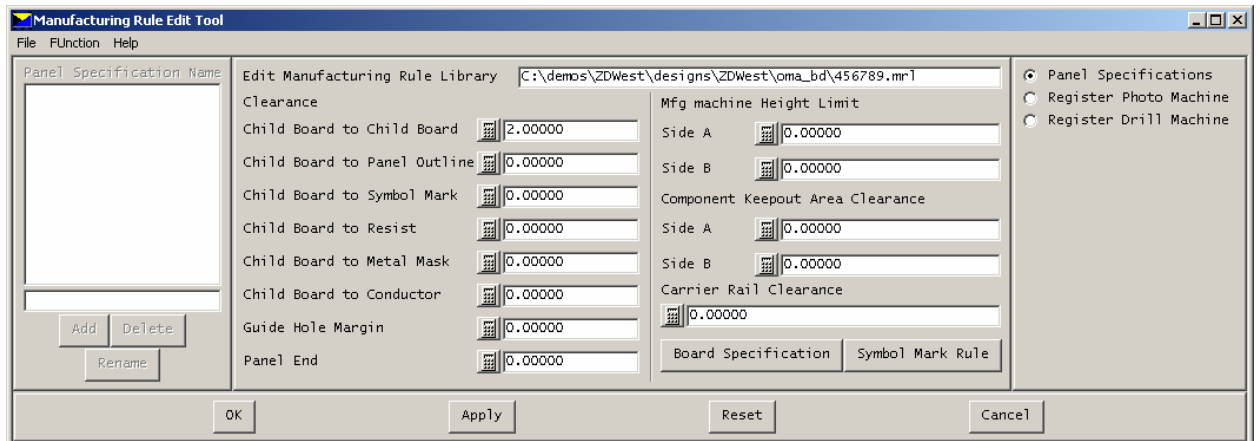 Manufacturing Rule Edit Tool
File FUnction Help
Panel Specification Name
Add Delete
Rename
Edit Manufacturing Rule Library C:\demos\ZDWest\designs\ZDWest\oma_bd\456789.mrl
Clearance
Child Board to Child Board 2.00000
Child Board to Panel Outline 0.00000
Child Board to Symbol Mark 0.00000
Child Board to Resist 0.00000
Child Board to Metal Mask 0.00000
Child Board to Conductor 0.00000
Guide Hole Margin 0.00000
Panel End 0.00000
Mfg machine Height Limit
Side A 0.00000
Side B 0.00000
Component Keepout Area Clearance
Side A 0.00000
Side B 0.00000
Carrier Rail Clearance
0.00000
Board Specification Symbol Mark Rule
Panel Specifications
Register Photo Machine
Register Drill Machine
OK Apply Reset Cancel